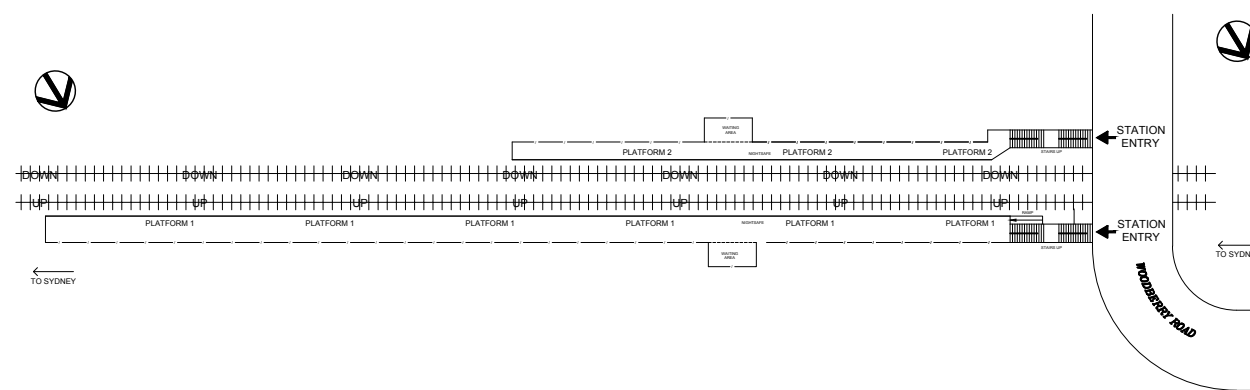 WAITING
AREA
STATION
ENTRY
PLATFORM 2
NIGHTSAFE
PLATFORM 2
PLATFORM 2
STAIRS UP
DOWN
DOWN
DOWN
DOWN
DOWN
DOWN
DOWN
UP
UP
UP
UP
UP
UP
UP
RAMP
PLATFORM 1
PLATFORM 1
PLATFORM 1
PLATFORM 1
NIGHTSAFE
PLATFORM 1
PLATFORM 1
STATION
ENTRY
STAIRS UP
WAITING
AREA
TO SYDNEY
TO SYDN
WOODBERRY ROAD